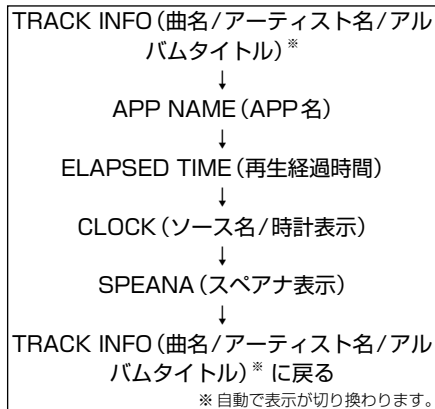 TRACK INFO(曲名/アーティスト名/アル
バムタイトル)※
↓
APP NAME(APP名)
↓
ELAPSED TIME(再生経過時間)
↓
CLOCK(ソース名/時計表示)
↓
SPEANA(スペアナ表示)
↓
TRACK INFO(曲名/アーティスト名/アル
バムタイトル)※ に戻る
※自動で表示が切り換わります。